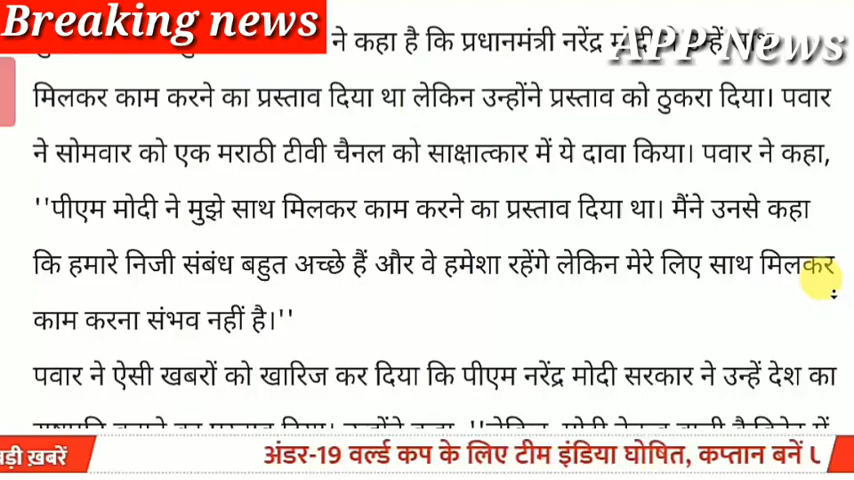 Breaking news
APP News
ने कहा है कि प्रधानमंत्री नरेंद्र मोदी ने उन्हें साथ
मिलकर काम करने का प्रस्ताव दिया था लेकिन उन्होंने प्रस्ताव को ठुकरा दिया। पवार
ने सोमवार को एक मराठी टीवी चैनल को साक्षात्कार में ये दावा किया। पवार ने कहा,
''पीएम मोदी ने मुझे साथ मिलकर काम करने का प्रस्ताव दिया था। मैंने उनसे कहा
कि हमारे निजी संबंध बहुत अच्छे हैं और वे हमेशा रहेंगे लेकिन मेरे लिए साथ मिलकर
काम करना संभव नहीं है।''
पवार ने ऐसी खबरों को खारिज कर दिया कि पीएम नरेंद्र मोदी सरकार ने उन्हें देश का
ड़ी ख़बरें
अंडर-19 वर्ल्ड कप के लिए टीम इंडिया घोषित, कप्तान बनें